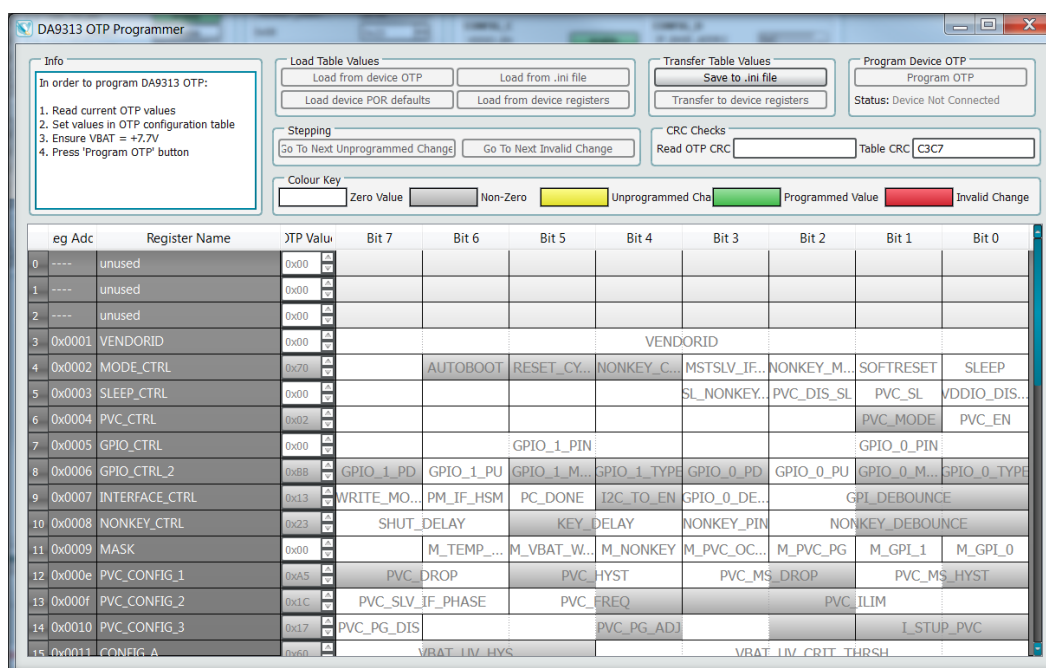 DA9313 OTP Programmer
Info
In order to program DA9313 OTP:
1. Read current OTP values
2. Set values in OTP configuration table
3. Ensure VBAT = +7.7V
4. Press 'Program OTP' button
Load Table Values
Load from device OTP Load from .ini file
Load device POR defaults Load from device registers
Transfer Table Values
Save to .ini file
Transfer to device registers
Program Device OTP
Program OTP
Status: Device Not Connected
Stepping
Go To Next Unprogrammed Change Go To Next Invalid Change
CRC Checks
Read OTP CRC Table CRC C3C7
Colour Key
Zero Value Non-Zero Unprogrammed Cha Programmed Value Invalid Change
eg Adc Register Name OTP Valu Bit 7 Bit 6 Bit 5 Bit 4 Bit 3 Bit 2 Bit 1 Bit 0
0 ---- unused 0x00
1 ---- unused 0x00
2 ---- unused 0x00
3 0x0001 VENDORID 0x00 VENDORID
4 0x0002 MODE_CTRL 0x70 AUTOBOOT RESET_CY... NONKEY_C... MSTSLV_IF... NONKEY_M... SOFTRESET SLEEP
5 0x0003 SLEEP_CTRL 0x00 SL_NONKEY... PVC_DIS_SL PVC_SL VDDIO_DIS...
6 0x0004 PVC_CTRL 0x02 PVC_MODE PVC_EN
7 0x0005 GPIO_CTRL 0x00 GPIO_1_PIN GPIO_0_PIN
8 0x0006 GPIO_CTRL_2 0xBB GPIO_1_PD GPIO_1_PU GPIO_1_M... GPIO_1_TYPE GPIO_0_PD GPIO_0_PU GPIO_0_M... GPIO_0_TYPE
9 0x0007 INTERFACE_CTRL 0x13 WRITE_MO... PM_IF_HSM PC_DONE I2C_TO_EN GPIO_0_DE... GPI_DEBOUNCE
10 0x0008 NONKEY_CTRL 0x23 SHUT_DELAY KEY_DELAY NONKEY_PIN NONKEY_DEBOUNCE
11 0x0009 MASK 0x00 M_TEMP_... M_VBAT_W... M_NONKEY M_PVC_OC... M_PVC_PG M_GPI_1 M_GPI_0
12 0x000e PVC_CONFIG_1 0xA5 PVC_DROP PVC_HYST PVC_MS_DROP PVC_MS_HYST
13 0x000f PVC_CONFIG_2 0x1C PVC_SLV_IF_PHASE PVC_FREQ PVC_ILIM
14 0x0010 PVC_CONFIG_3 0x17 PVC_PG_DIS PVC_PG_ADJ I_STUP_PVC
15 0x0011 CONFIG_A 0x60 VBAT_UV_HYS VBAT_UV_CRIT_THRSH